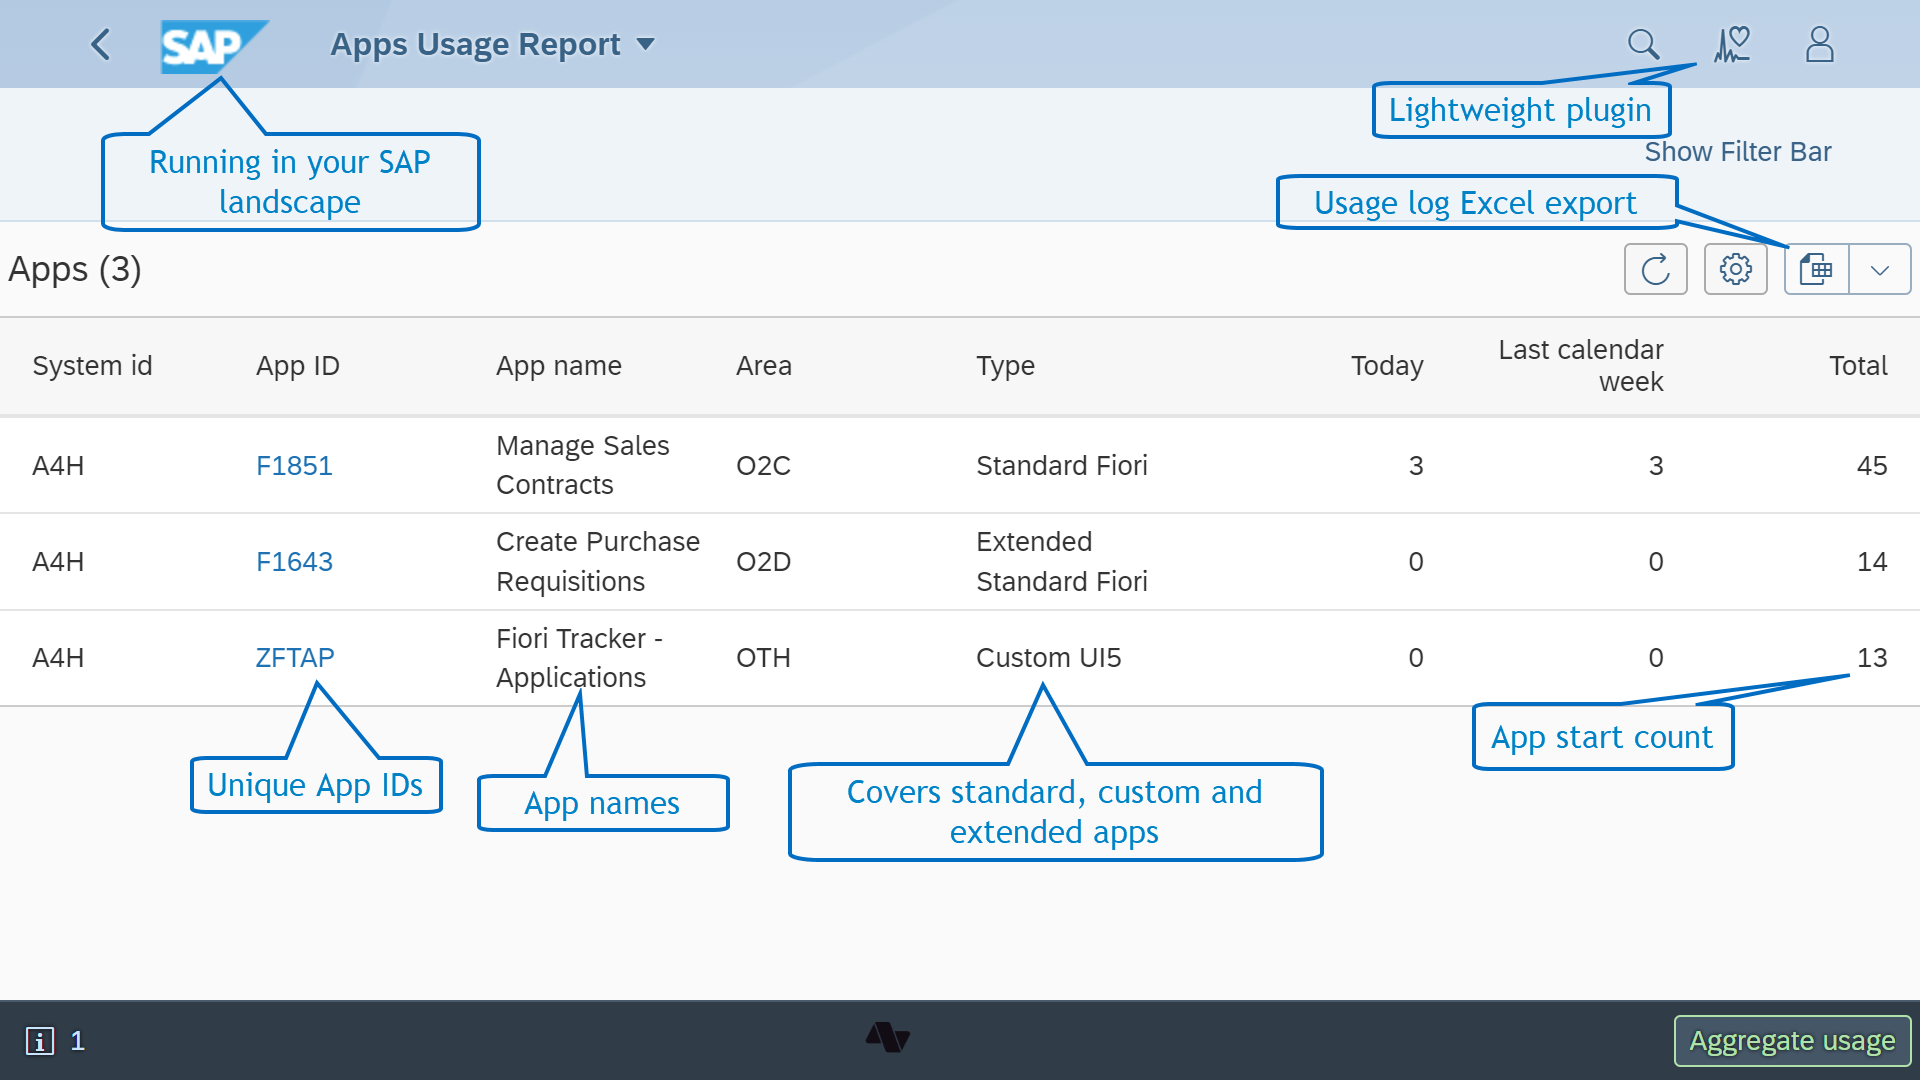 SAP
Apps Usage Report
Lightweight plugin
Show Filter Bar
Running in your SAP
landscape
Usage log Excel export
Apps (3)
System id App ID App name Area Type Today Last calendar week Total
A4H F1851 Manage Sales Contracts O2C Standard Fiori 3 3 45
A4H F1643 Create Purchase Requisitions O2D Extended Standard Fiori 0 0 14
A4H ZFTAP Fiori Tracker - Applications OTH Custom UI5 0 0 13
App start count
Unique App IDs
App names
Covers standard, custom and
extended apps
1
Aggregate usage